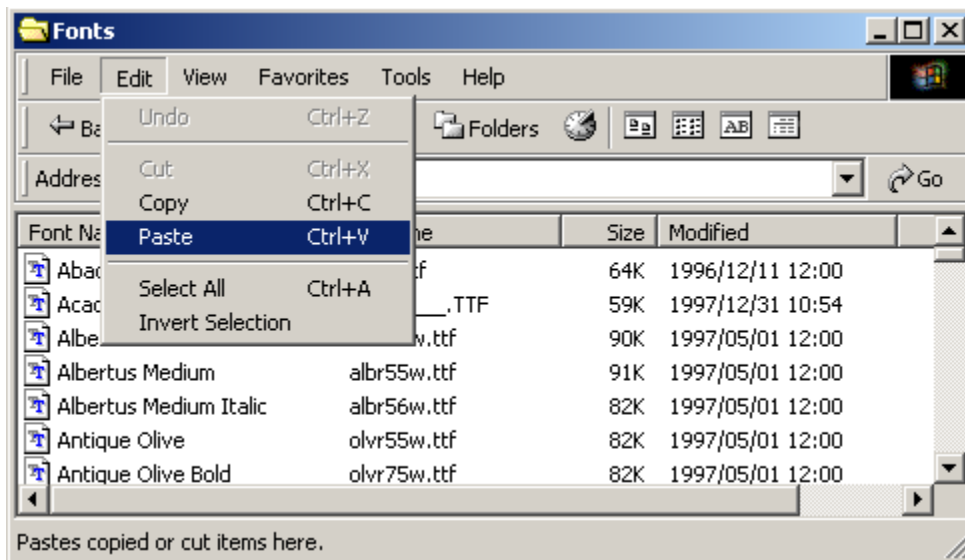 Fonts
File Edit View Favorites Tools Help
Folders AB Go
Undo Ctrl+Z
Cut Ctrl+X
Copy Ctrl+C
Paste Ctrl+V
Select All Ctrl+A
Invert Selection
Size Modified
64K 1996/12/11 12:00
.TTF 59K 1997/12/31 10:54
.ttf 90K 1997/05/01 12:00
Albertus Medium albr55w.ttf 91K 1997/05/01 12:00
Albertus Medium Italic albr56w.ttf 82K 1997/05/01 12:00
Antique Olive olvr55w.ttf 82K 1997/05/01 12:00
Antique Olive Bold olvr75w.ttf 82K 1997/05/01 12:00
Pastes copied or cut items here.